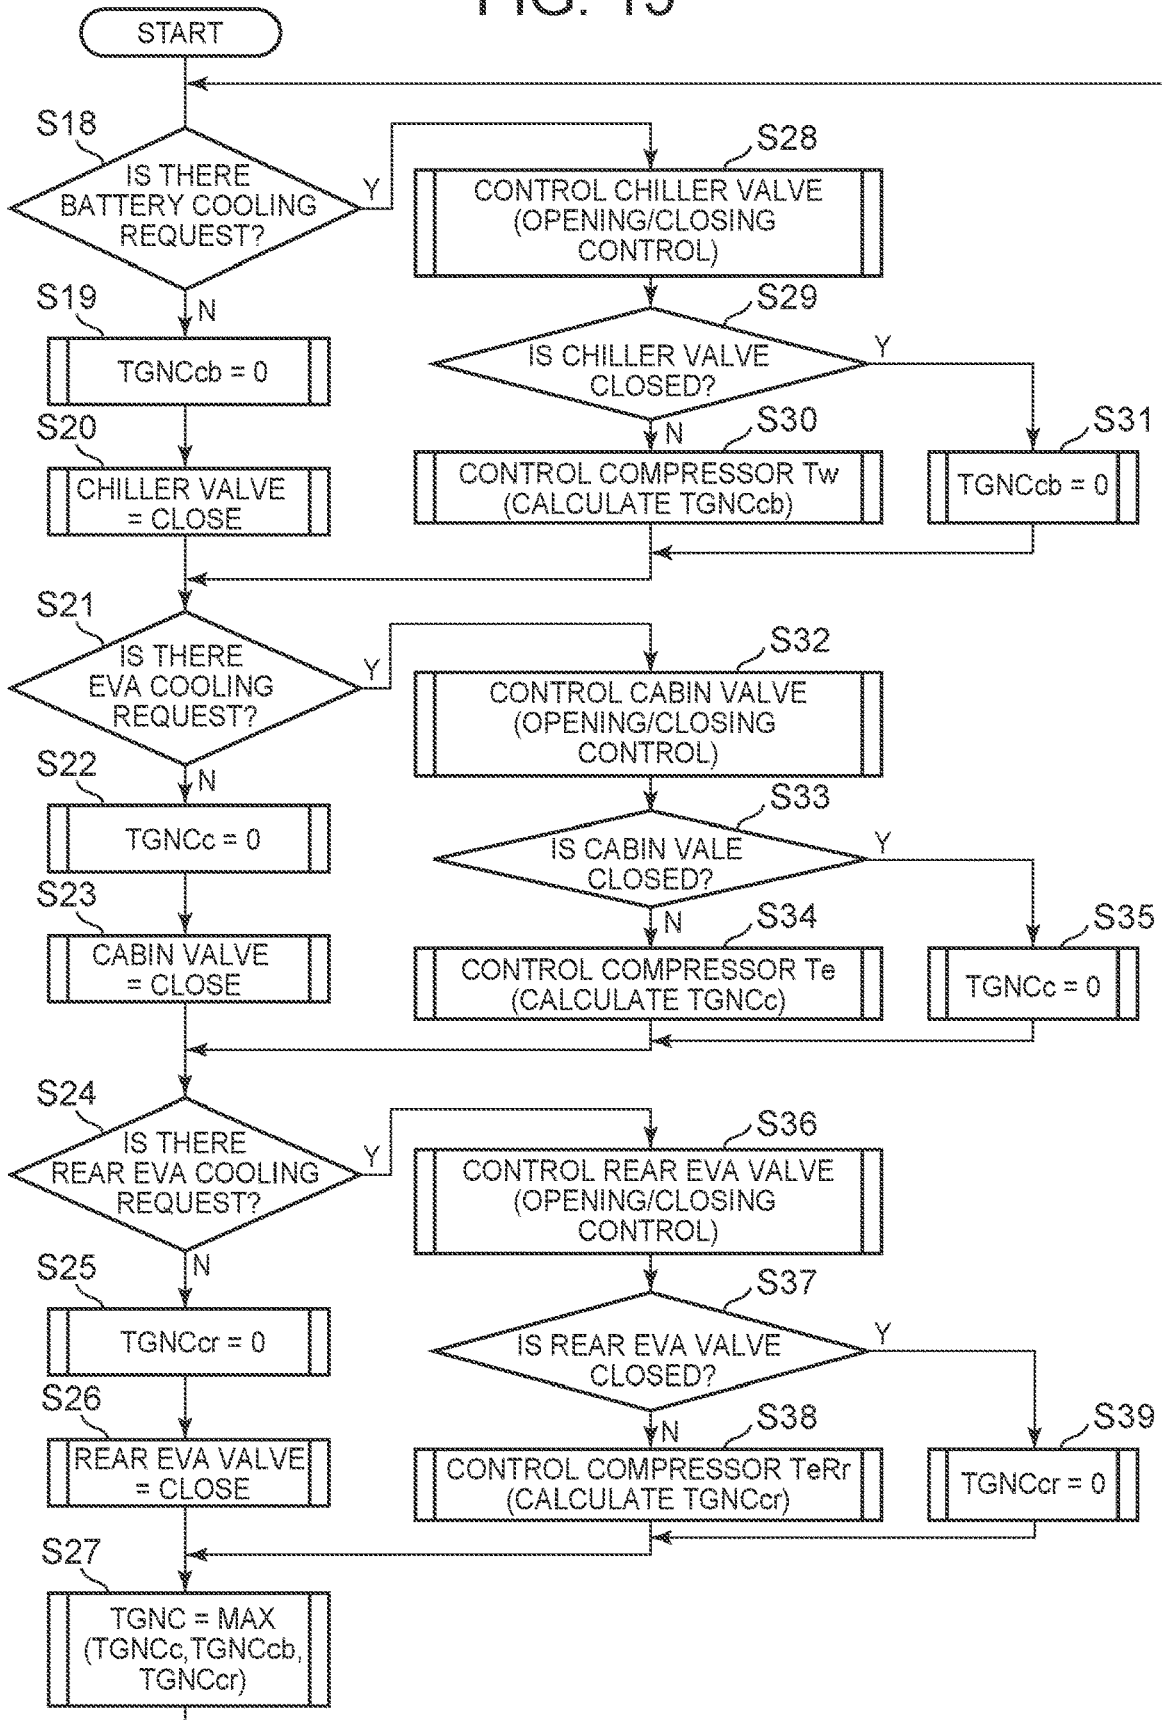 START
S18
IS THERE
BATTERY COOLING
REQUEST?
Y
N
S28
CONTROL CHILLER VALVE
(OPENING/CLOSING
CONTROL)
S19
TGNCcb = 0
S29
IS CHILLER VALVE
CLOSED?
Y
N
S20
CHILLER VALVE
= CLOSE
S30
CONTROL COMPRESSOR Tw
(CALCULATE TGNCcb)
S31
TGNCcb = 0
S21
IS THERE
EVA COOLING
REQUEST?
Y
N
S32
CONTROL CABIN VALVE
(OPENING/CLOSING
CONTROL)
S22
TGNCc = 0
S33
IS CABIN VALE
CLOSED?
Y
N
S23
CABIN VALVE
= CLOSE
S34
CONTROL COMPRESSOR Te
(CALCULATE TGNCc)
S35
TGNCc = 0
S24
IS THERE
REAR EVA COOLING
REQUEST?
Y
N
S36
CONTROL REAR EVA VALVE
(OPENING/CLOSING
CONTROL)
S25
TGNCcr = 0
S37
IS REAR EVA VALVE
CLOSED?
Y
N
S26
REAR EVA VALVE
= CLOSE
S38
CONTROL COMPRESSOR TeRr
(CALCULATE TGNCcr)
S39
TGNCcr = 0
S27
TGNC = MAX
(TGNCc, TGNCcb,
TGNCcr)